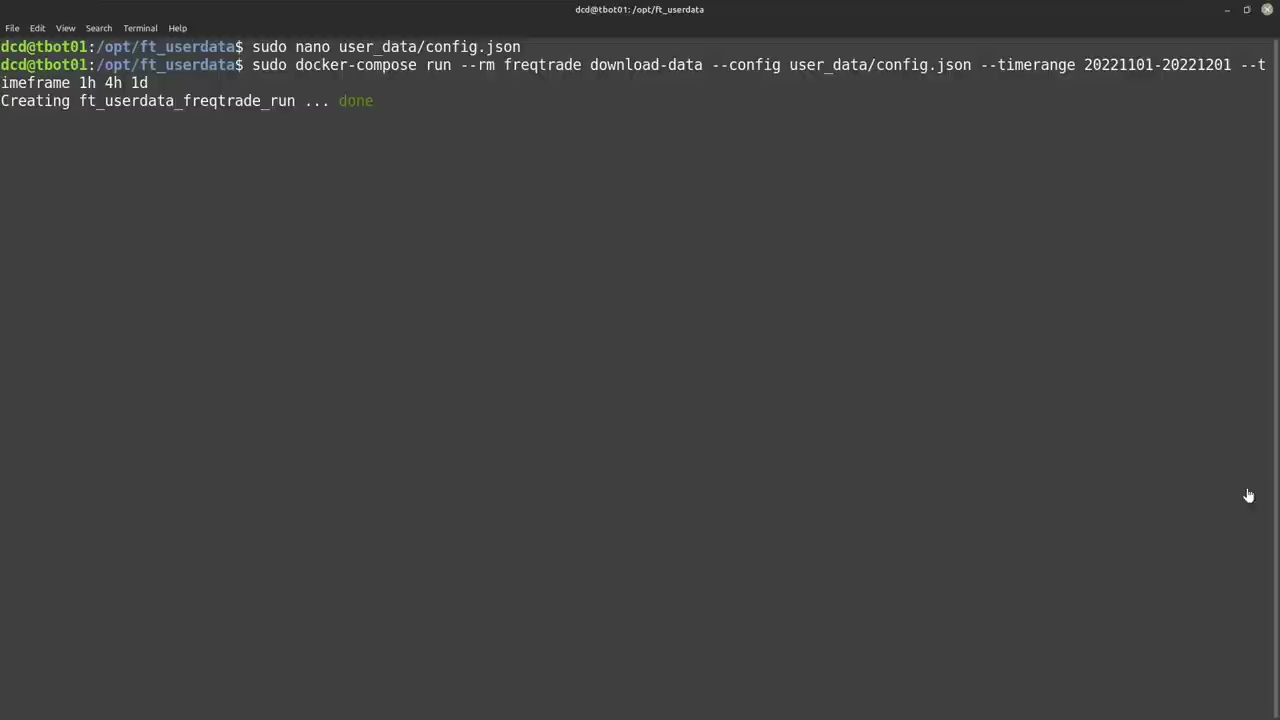 dcd@tbot01: /opt/ft_userdata
File Edit View Search Terminal Help
dcd@tbot01:/opt/ft_userdata$ sudo nano user_data/config.json
dcd@tbot01:/opt/ft_userdata$ sudo docker-compose run --rm freqtrade download-data --config user_data/config.json --timerange 20221101-20221201 --t
imeframe 1h 4h 1d
Creating ft_userdata_freqtrade_run ... done